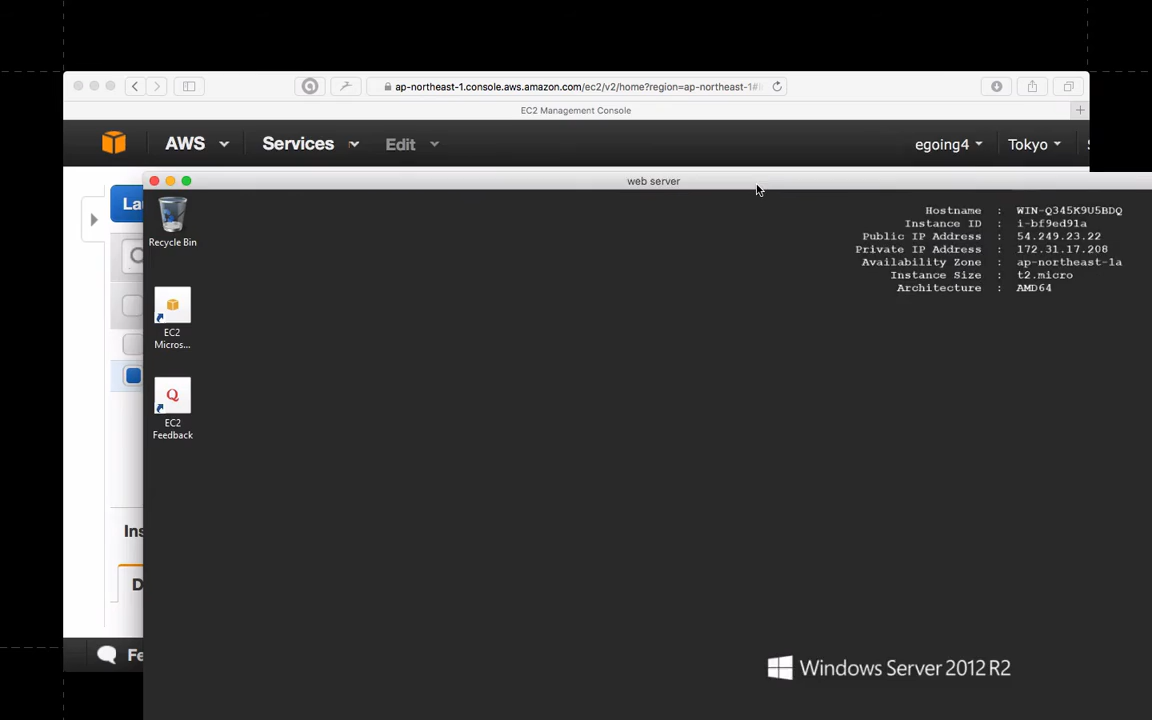 ap-northeast-1.console.aws.amazon.com/ec2/v2/home?region=ap-northeast-1#
EC2 Management Console
AWS Services Edit egoing4 Tokyo
web server
La
Recycle Bin
Hostname : WIN-Q345K9U5BDQ
Instance ID : i-bf9ed91a
Public IP Address : 54.249.23.22
Private IP Address : 172.31.17.208
Availability Zone : ap-northeast-1a
Instance Size : t2.micro
Architecture : AMD64
EC2
Micros...
Q
EC2
Feedback
Ins
D
Fe
Windows Server 2012 R2